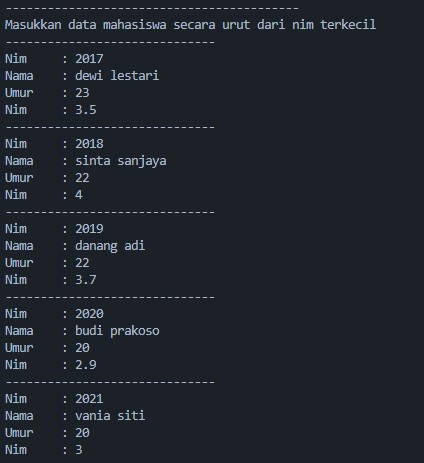 -----------------------------------------
Masukkan data mahasiswa secara urut dari nim terkecil
------------------------------
Nim     : 2017
Nama    : dewi lestari
Umur    : 23
Nim     : 3.5
------------------------------
Nim     : 2018
Nama    : sinta sanjaya
Umur    : 22
Nim     : 4
------------------------------
Nim     : 2019
Nama    : danang adi
Umur    : 22
Nim     : 3.7
------------------------------
Nim     : 2020
Nama    : budi prakoso
Umur    : 20
Nim     : 2.9
------------------------------
Nim     : 2021
Nama    : vania siti
Umur    : 20
Nim     : 3